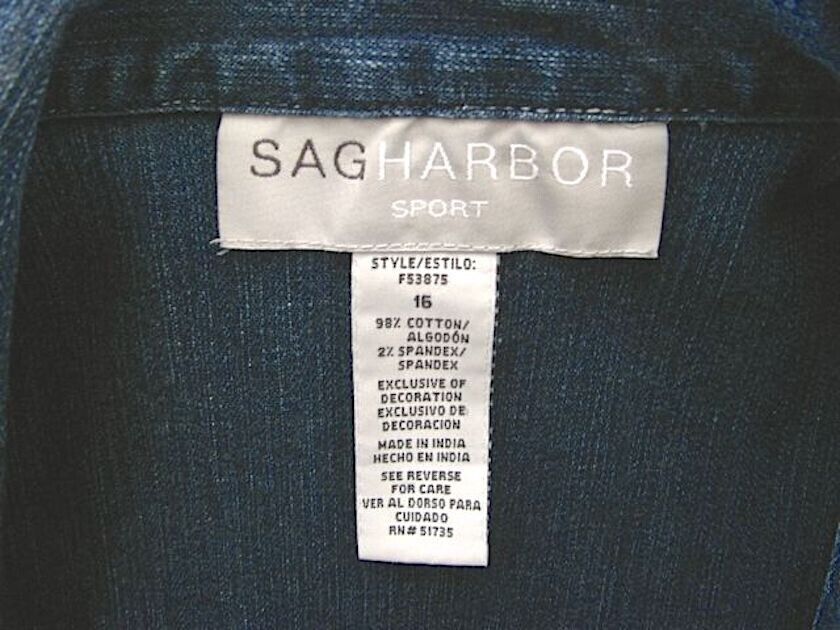 SAGHARBOR
SPORT
STYLE/ESTILO:
F53875
16
98% COTTON/
ALGODÓN
2% SPANDEX/
SPANDEX
EXCLUSIVE OF
DECORATION
EXCLUSIVO DE
DECORACION
MADE IN INDIA
HECHO EN INDIA
SEE REVERSE
FOR CARE
VER AL DORSO PARA
CUIDADO
RN# 51735